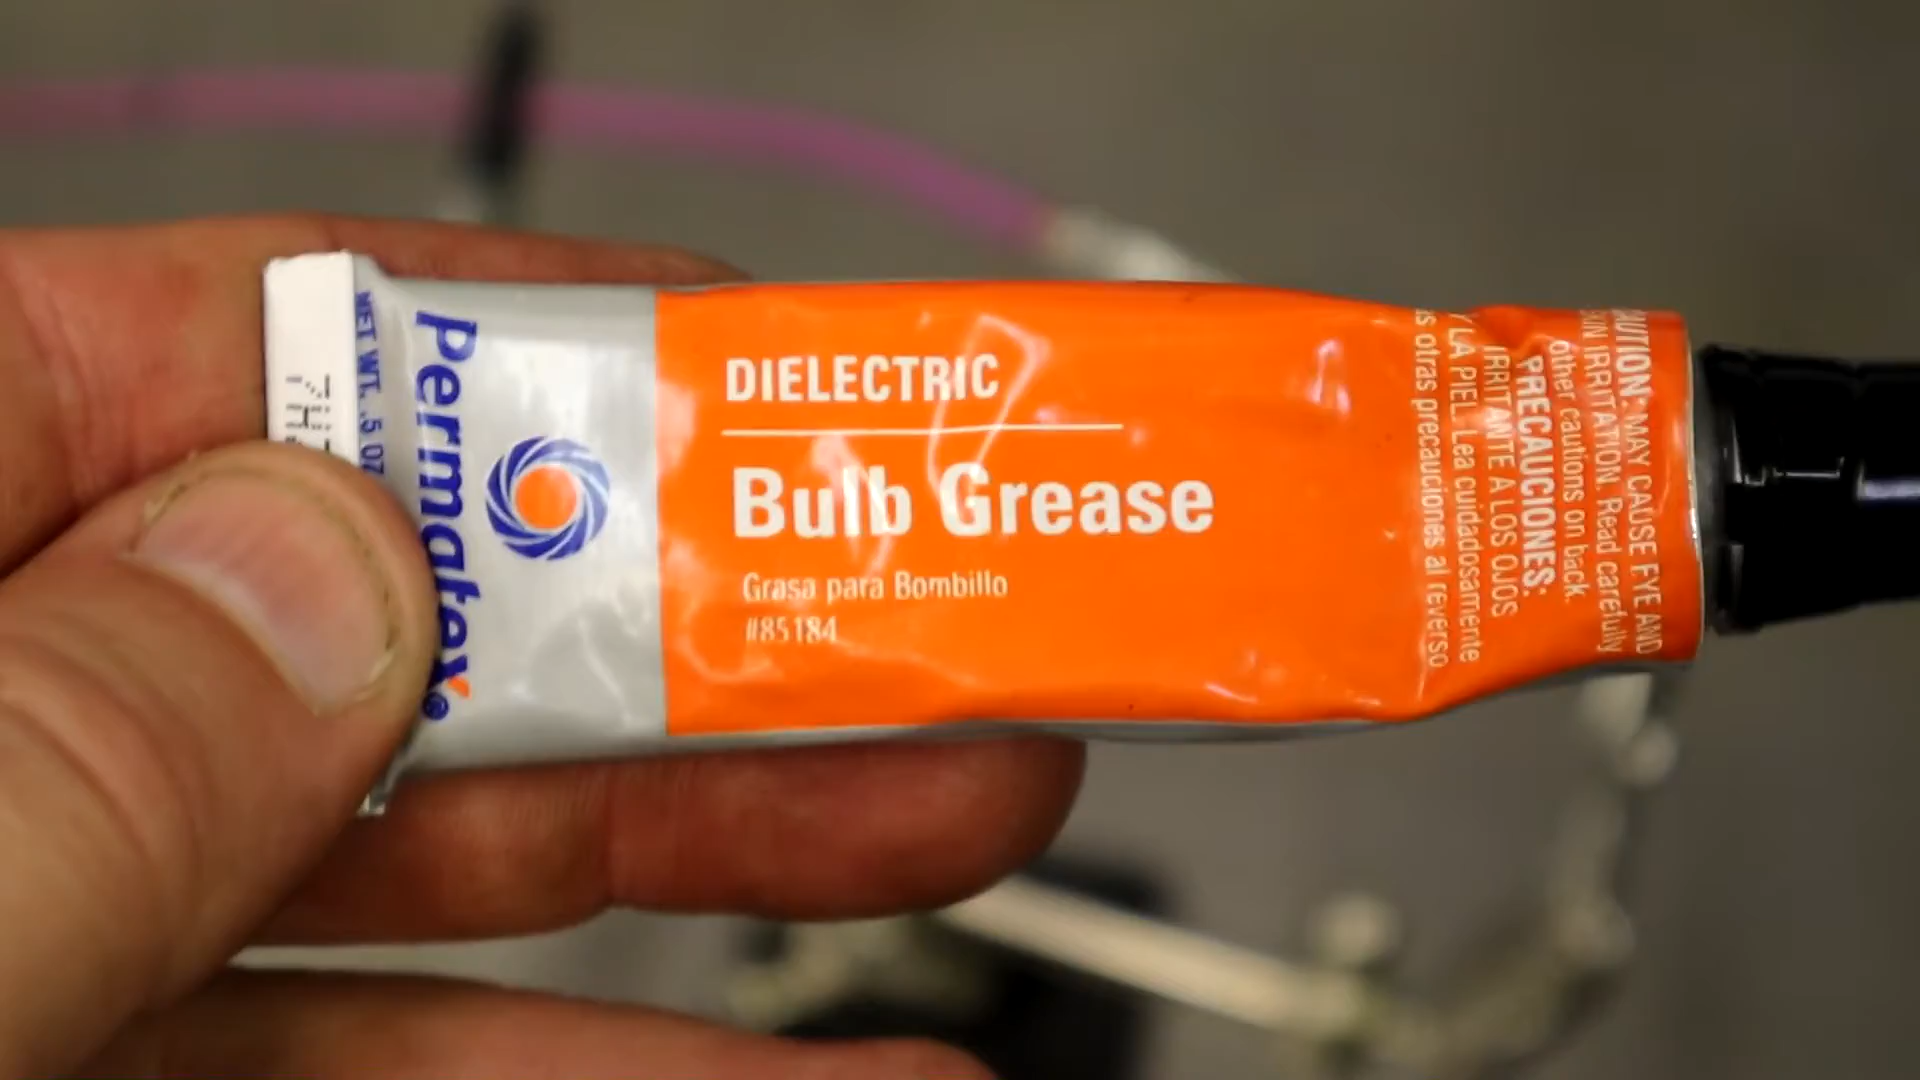 Permatex®
NET WT. .5 OZ
DIELECTRIC
Bulb Grease
Grasa para Bombillo
#85184
CAUTION: MAY CAUSE EYE AND
SKIN IRRITATION. Read carefully
other cautions on back.
PRECAUCIONES:
IRRITANTE A LOS OJOS
Y LA PIEL. Lea cuidadosamente
otras precauciones al reverso